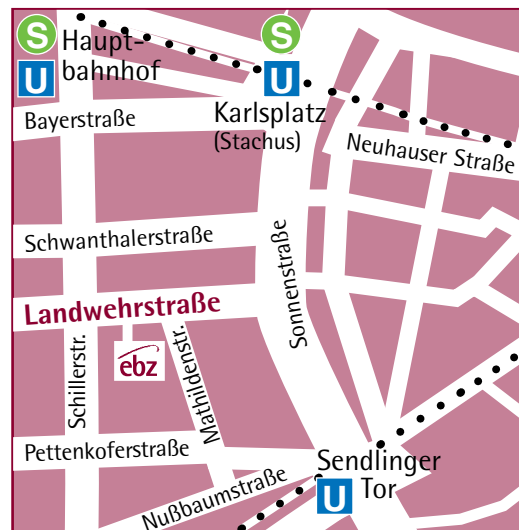 S
Haupt-
bahnhof
U
S
U
Karlsplatz
(Stachus)
Bayerstraße
Neuhauser Straße
Schwanthalerstraße
Sonnenstraße
Landwehrstraße
Schillerstr.
ebz
Mathildenstr.
Pettenkoferstraße
Nußbaumstraße
Sendlinger
Tor
U